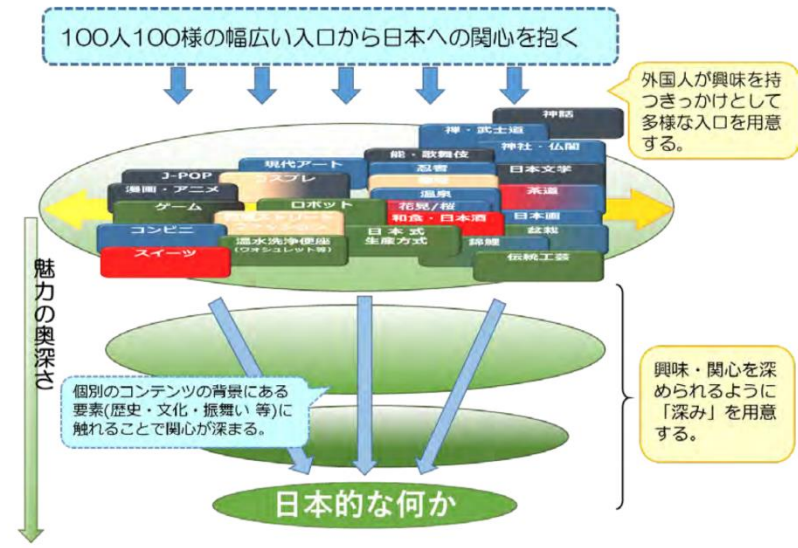 100人100様の幅広い入口から日本への関心を抱く
外国人が興味を持
つきっかけとして
多様な入口を用意
する。
神話
禅・武士道
神社・仏閣
能・歌舞伎
現代アート
忍者
日本文学
J-POP
コスプレ
漫画・アニメ
温泉
茶道
ゲーム
ロボット
花見/桜
和食・日本酒
日本画
コンビニ
日本式
生産方式
盆栽
温水洗浄便座
(ウォシュレット等)
錦鯉
スイーツ
伝統工芸
魅力の奥深さ
個別のコンテンツの背景にある
要素(歴史・文化・振舞い 等)に
触れることで関心が深まる。
興味・関心を深
められるように
「深み」を用意
する。
日本的な何か